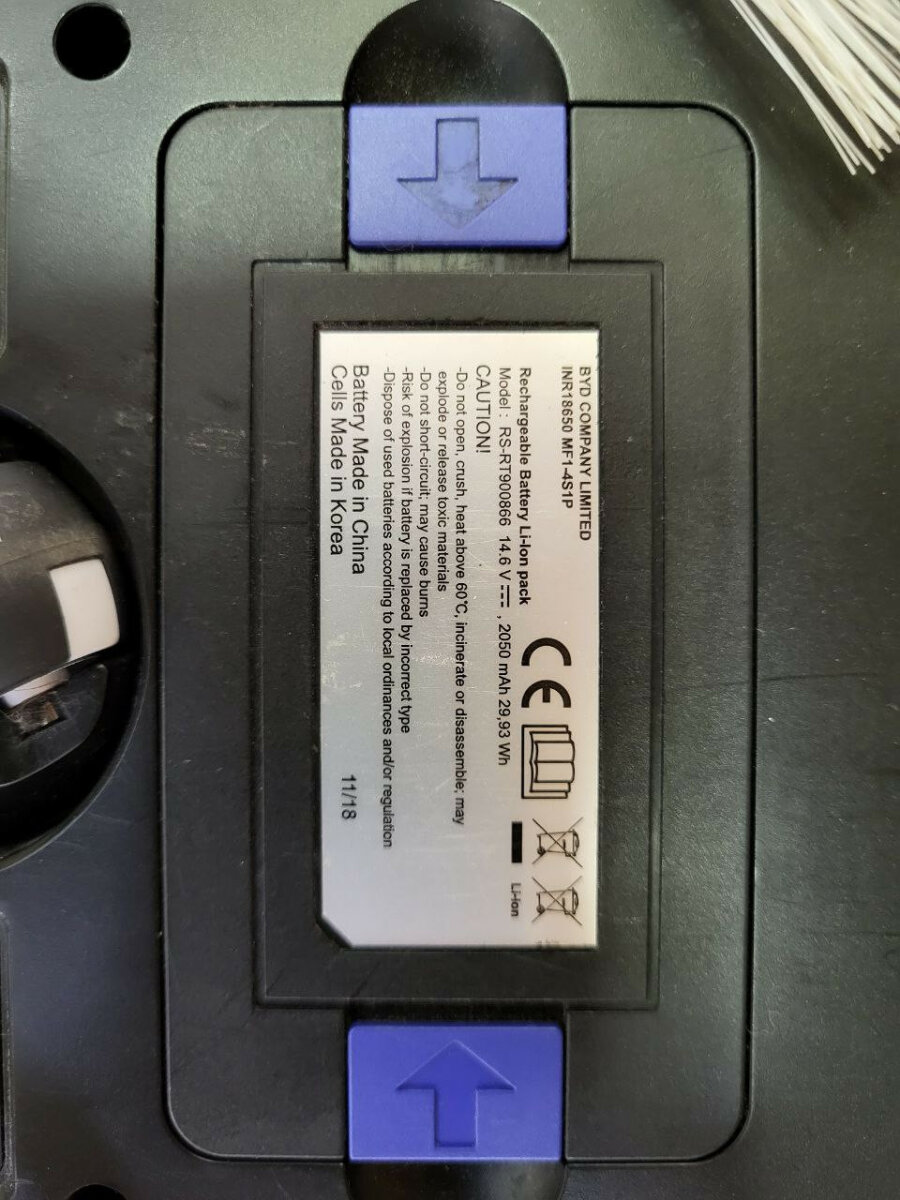 BYD COMPANY LIMITED
INR18650 MF1-4S1P
Rechargeable Battery Li-Ion pack
Model : RS-RT900866 14.6 V ⎓ , 2050 mAh 29,93 Wh
CAUTION!
-Do not open, crush, heat above 60℃, incinerate or disassemble; may
explode or release toxic materials
-Do not short-circuit; may cause burns
-Risk of explosion if battery is replaced by incorrect type
-Dispose of used batteries according to local ordinances and/or regulation
Battery Made in China
Cells Made in Korea
11/18
CE
Li-Ion